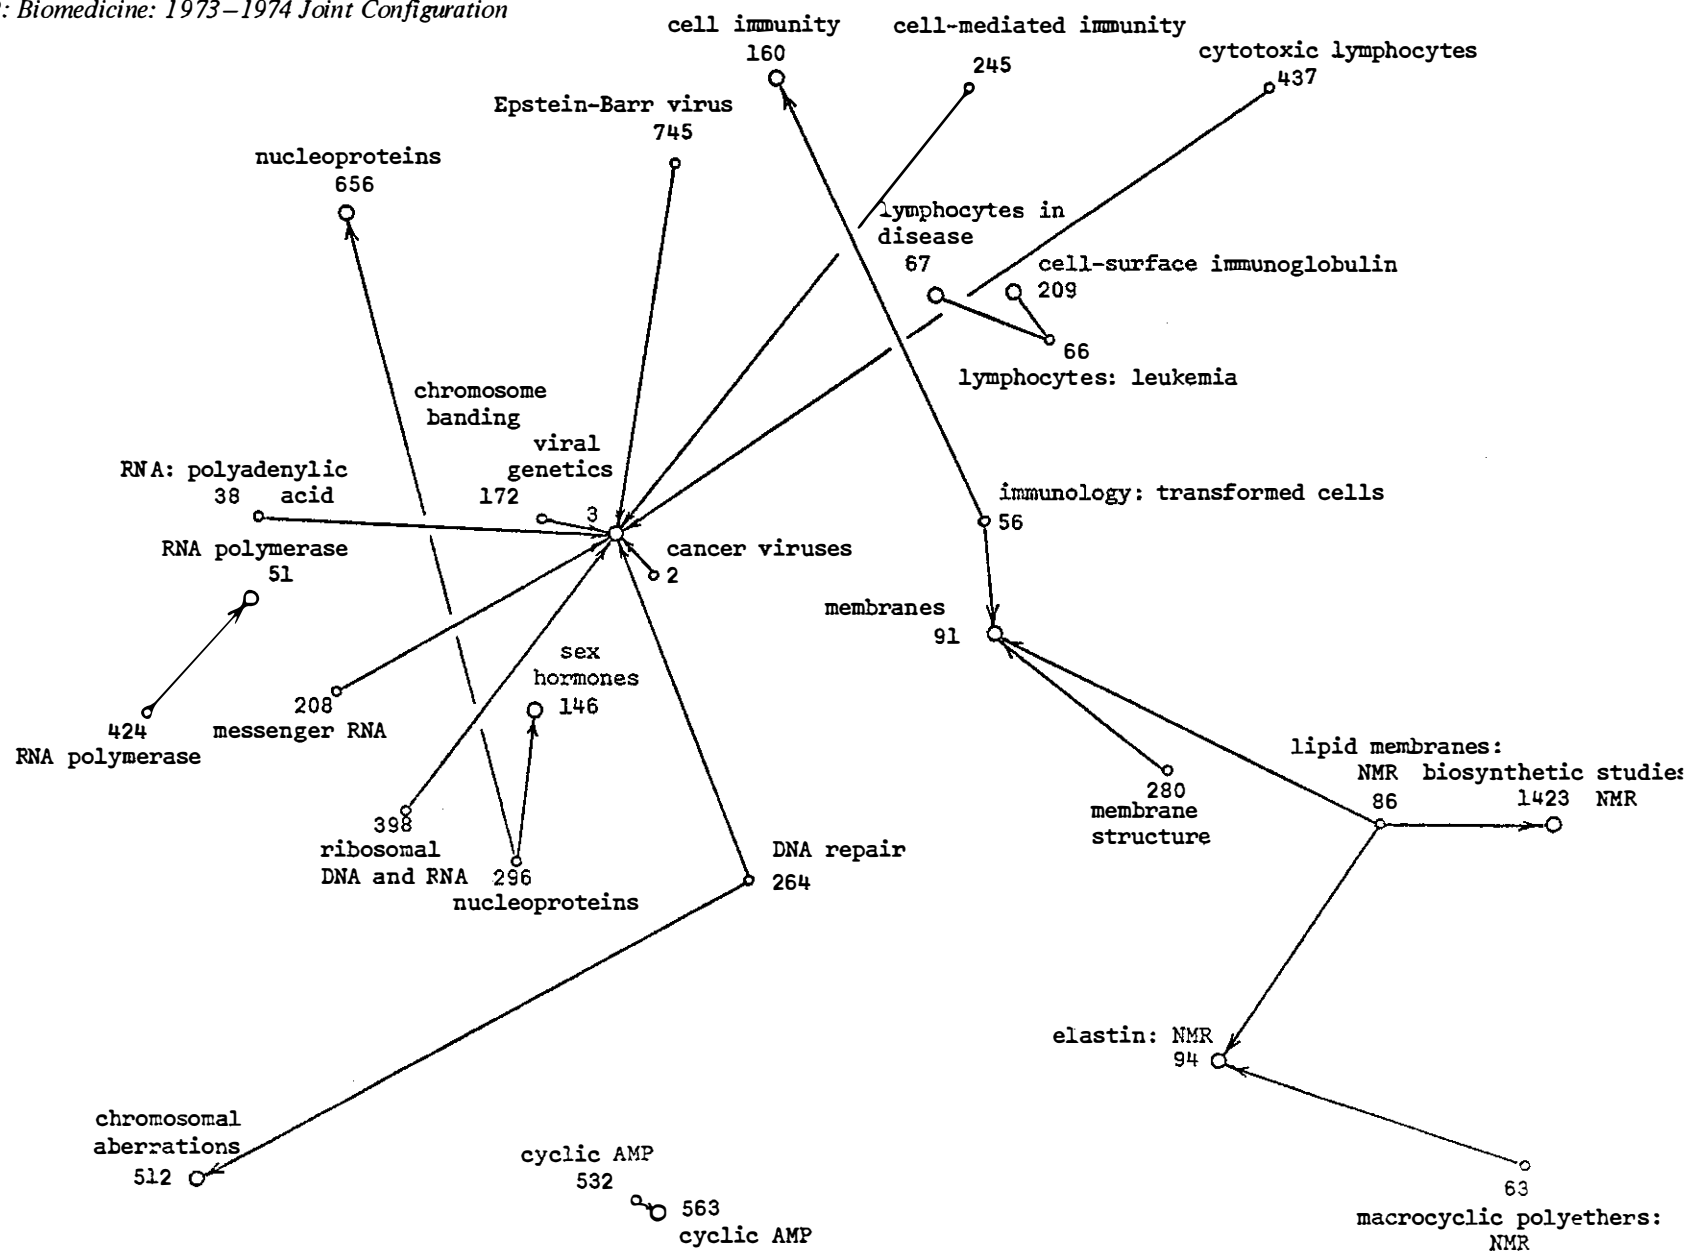 : Biomedicine: 1973–1974 Joint Configuration
cell immunity
160
cell-mediated immunity
245
cytotoxic lymphocytes
437
Epstein-Barr virus
745
nucleoproteins
656
lymphocytes in
disease
67
cell-surface immunoglobulin
209
66
lymphocytes: leukemia
chromosome
banding
viral
genetics
172
3
RNA: polyadenylic
38 acid
immunology: transformed cells
56
RNA polymerase
51
cancer viruses
2
membranes
91
sex
hormones
146
208
messenger RNA
424
RNA polymerase
lipid membranes:
NMR biosynthetic studies
86 1423 NMR
280
membrane
structure
398
ribosomal
DNA and RNA
296
nucleoproteins
DNA repair
264
elastin: NMR
94
chromosomal
aberrations
512
cyclic AMP
532
563
cyclic AMP
63
macrocyclic polyethers:
NMR